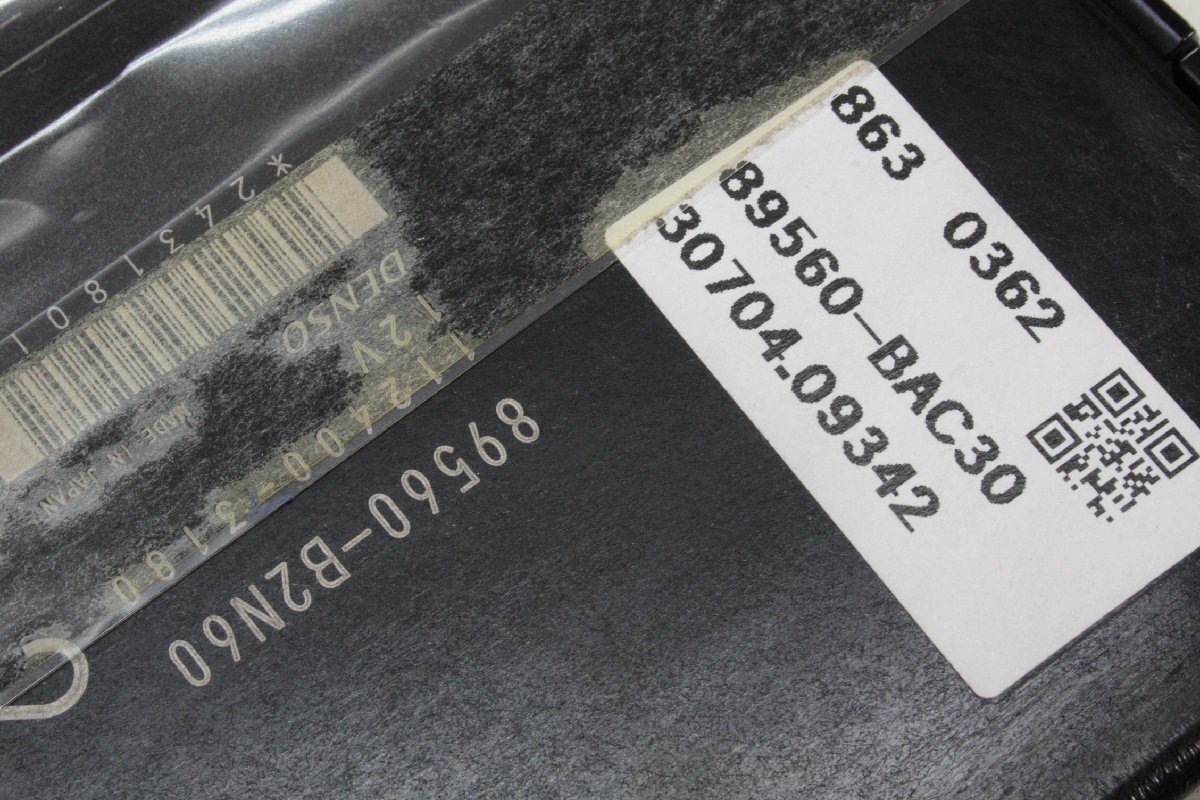 863 0362
89560-BAC30
30704.09342
*2431801
DENSO
12V
MADE IN JAPAN
112400-3180
89560-B2N60